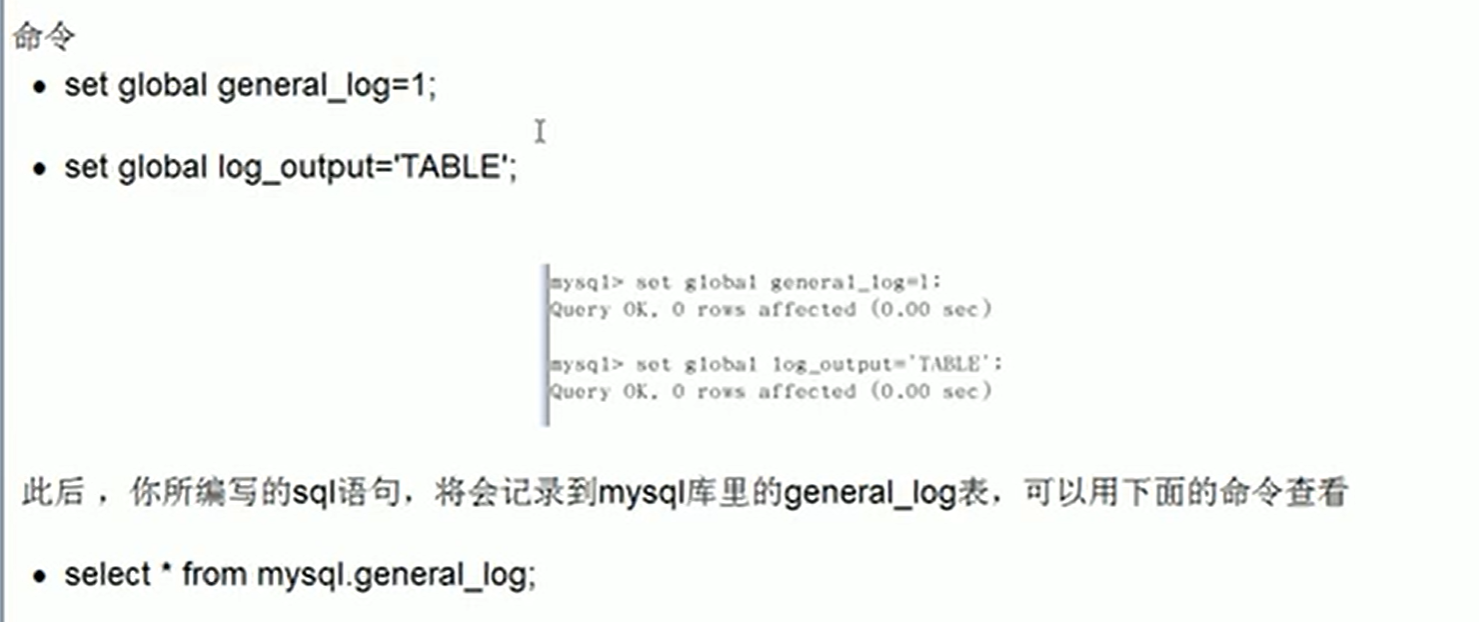 命令
• set global general_log=1;
• set global log_output='TABLE';
mysql> set global general_log=1;
Query OK, 0 rows affected (0.00 sec)
mysql> set global log_output='TABLE';
Query OK, 0 rows affected (0.00 sec)
此后 ，你所编写的sql语句，将会记录到mysql库里的general_log表，可以用下面的命令查看
• select * from mysql.general_log;